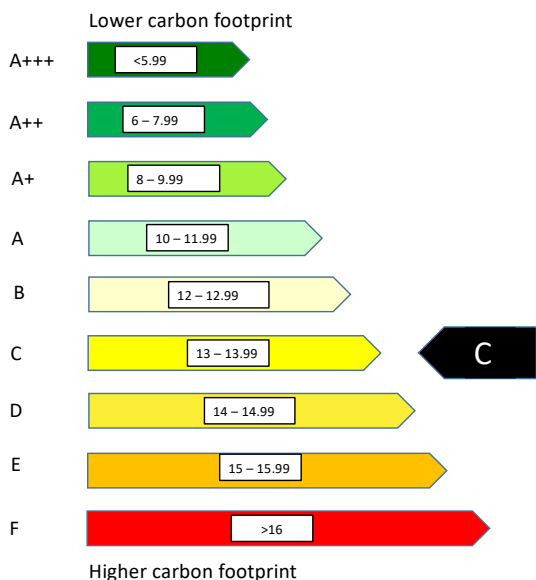 Lower carbon footprint
A+++ <5.99
A++ 6 – 7.99
A+ 8 – 9.99
A 10 – 11.99
B 12 – 12.99
C 13 – 13.99 C
D 14 – 14.99
E 15 – 15.99
F >16
Higher carbon footprint